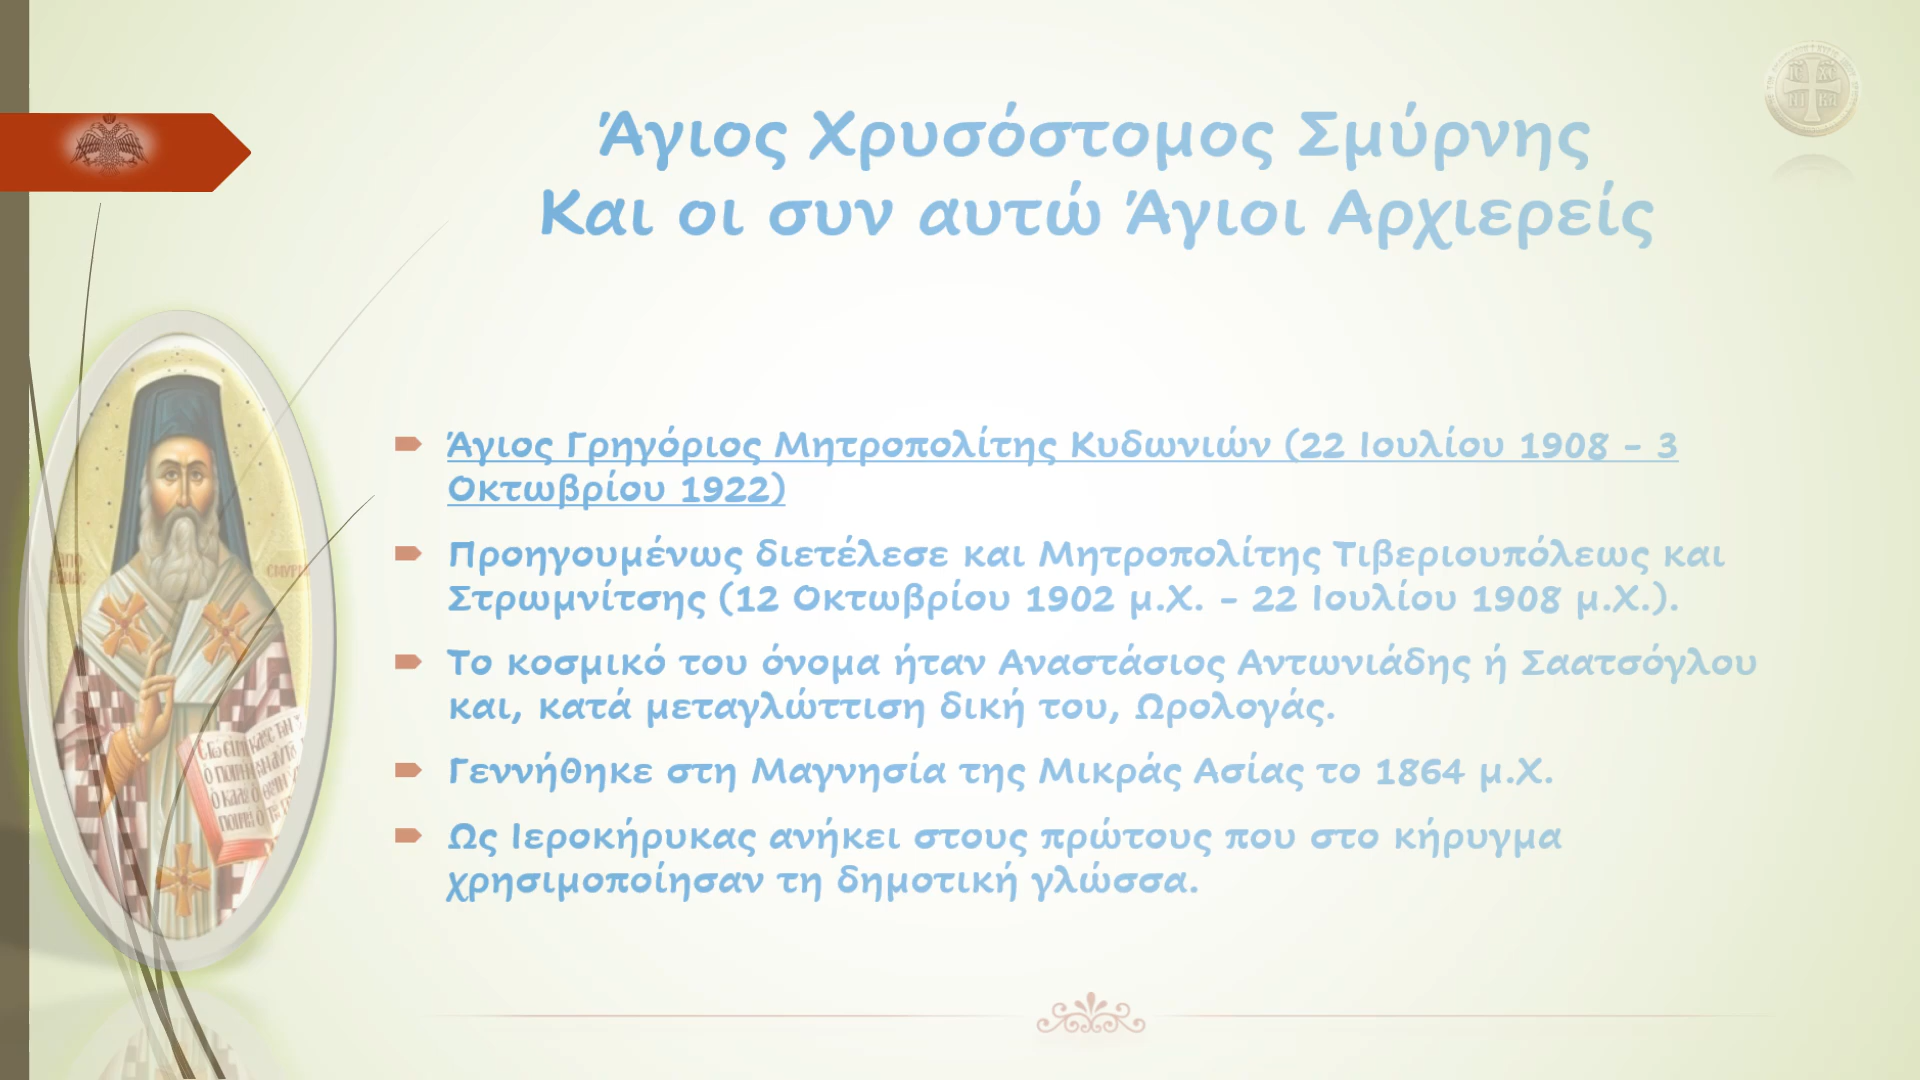 Άγιος Χρυσόστομος Σμύρνης
Και οι συν αυτώ Άγιοι Αρχιερείς
Άγιος Γρηγόριος Μητροπολίτης Κυδωνιών (22 Ιουλίου 1908 – 3
Οκτωβρίου 1922)
Προηγουμένως διετέλεσε και Μητροπολίτης Τιβεριουπόλεως και
Στρωμνίτσης (12 Οκτωβρίου 1902 μ.Χ. – 22 Ιουλίου 1908 μ.Χ.).
Το κοσμικό του όνομα ήταν Αναστάσιος Αντωνιάδης ή Σαατσόγλου
και, κατά μεταγλώττιση δική του, Ωρολογάς.
Γεννήθηκε στη Μαγνησία της Μικράς Ασίας το 1864 μ.Χ.
Ως Ιεροκήρυκας ανήκει στους πρώτους που στο κήρυγμα
χρησιμοποίησαν τη δημοτική γλώσσα.